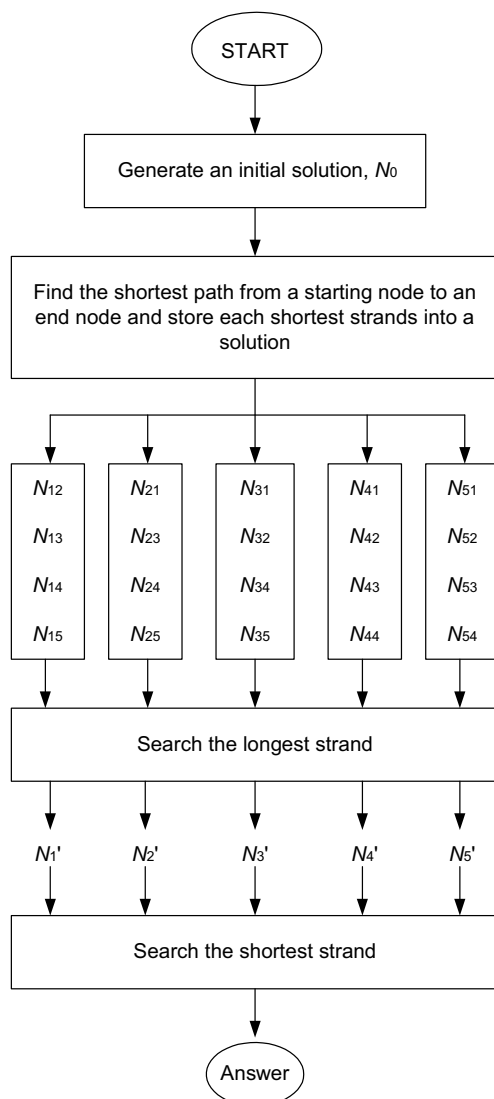 START
Generate an initial solution, N0
Find the shortest path from a starting node to an
end node and store each shortest strands into a
solution
N12 N21 N31 N41 N51
N13 N23 N32 N42 N52
N14 N24 N34 N43 N53
N15 N25 N35 N44 N54
Search the longest strand
N1' N2' N3' N4' N5'
Search the shortest strand
Answer